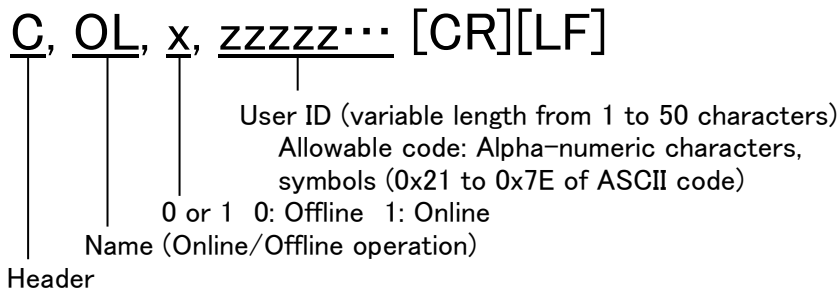 C, OL, x, zzzzz··· [CR][LF]
User ID (variable length from 1 to 50 characters)
Allowable code: Alpha-numeric characters,
symbols (0x21 to 0x7E of ASCII code)
0 or 1 0: Offline 1: Online
Name (Online/Offline operation)
Header